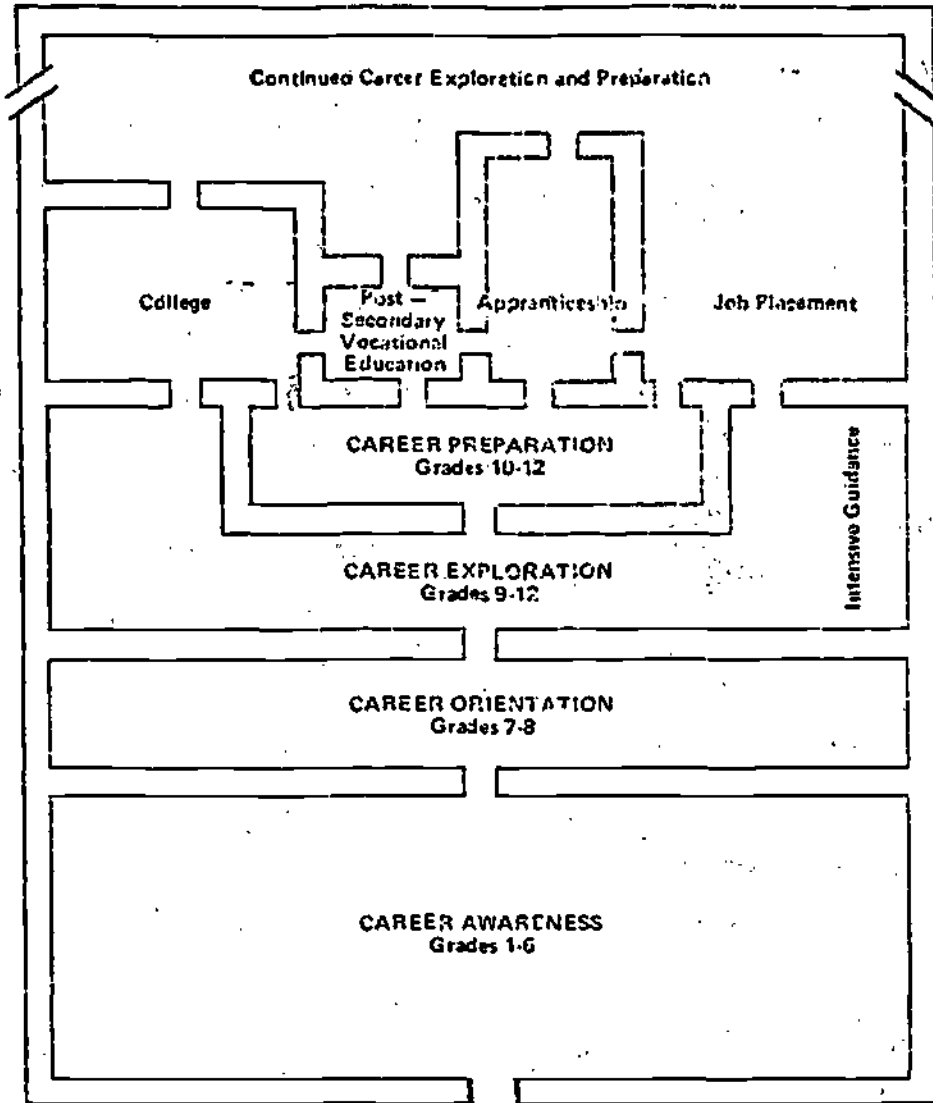 Continued Career Exploration and Preparation
College
Post –
Secondary
Vocational
Education
Apprenticeship
Job Placement
CAREER PREPARATION
Grades 10-12
Intensive Guidance
CAREER EXPLORATION
Grades 9-12
CAREER ORIENTATION
Grades 7-8
CAREER AWARENESS
Grades 1-6